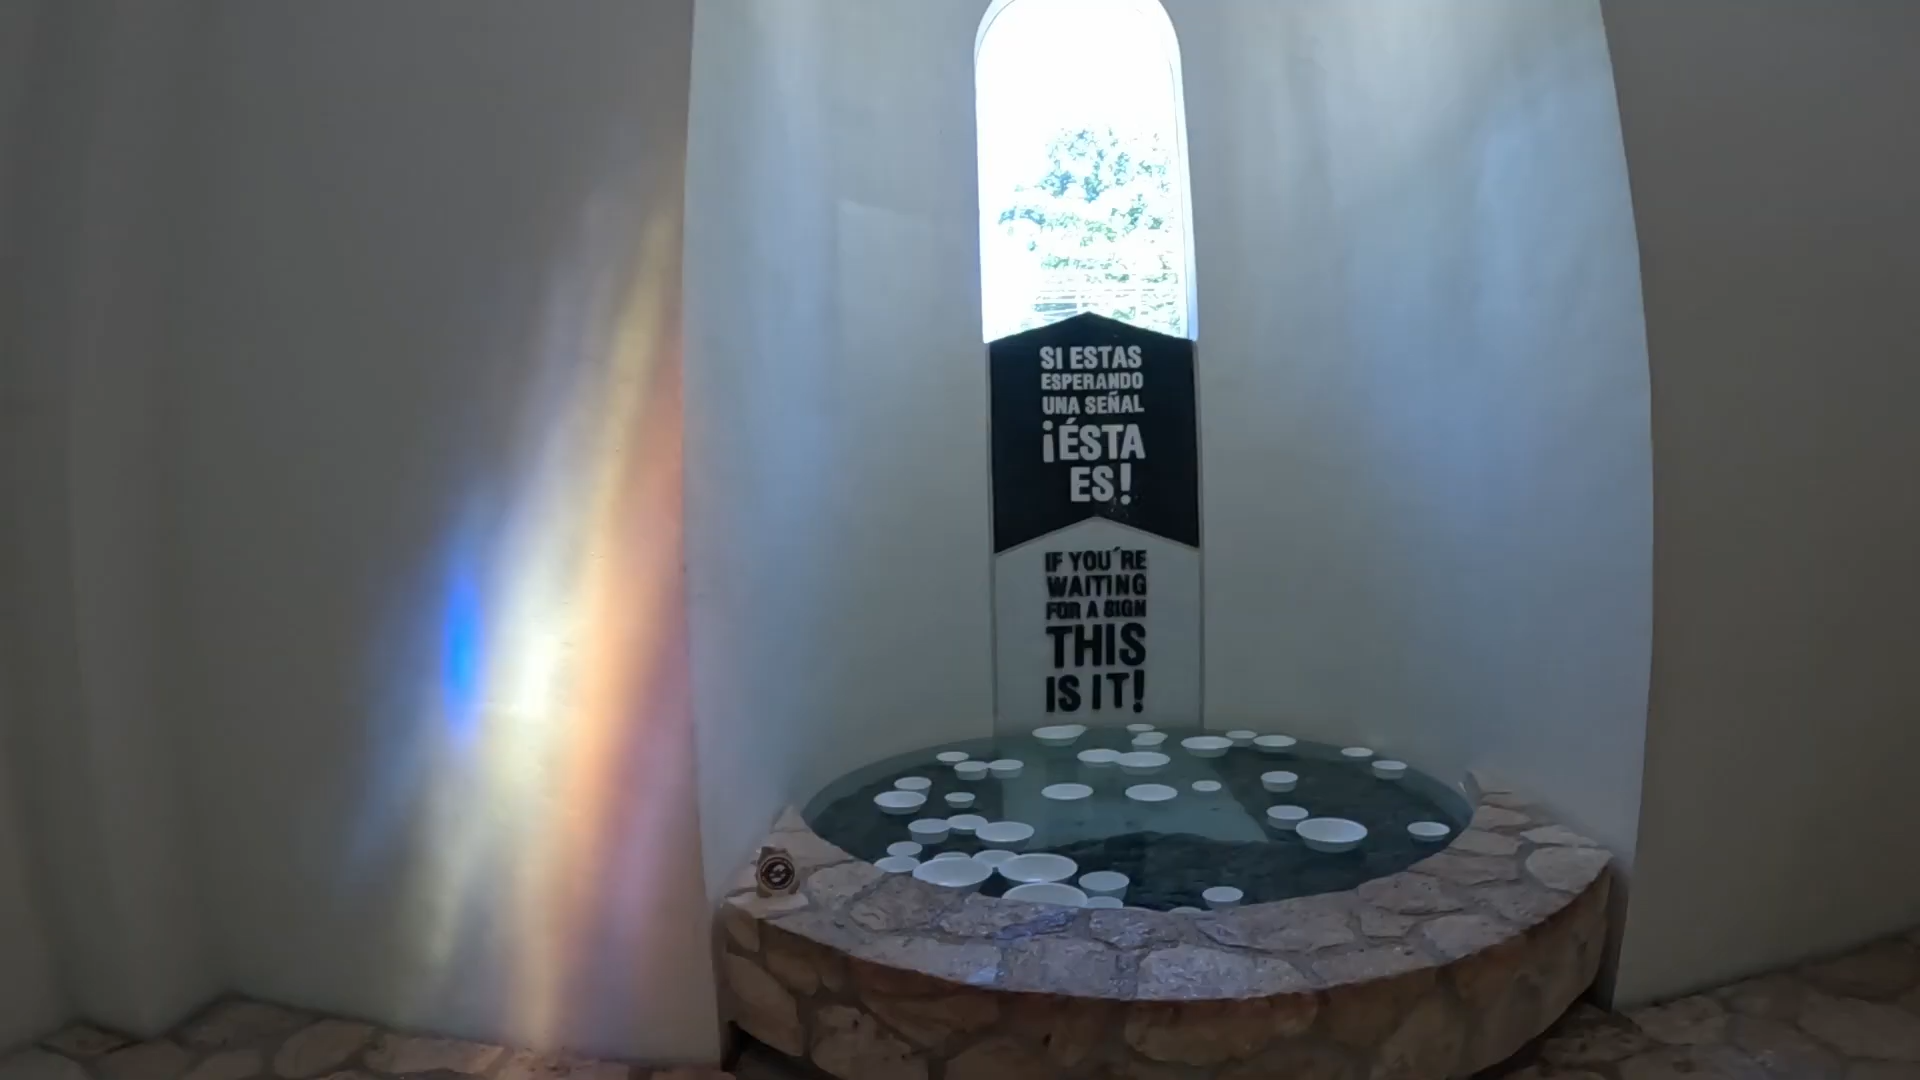 SI ESTAS
ESPERANDO
UNA SEÑAL
¡ÉSTA
ES!
IF YOU´RE
WAITING
FOR A SIGN
THIS
IS IT!